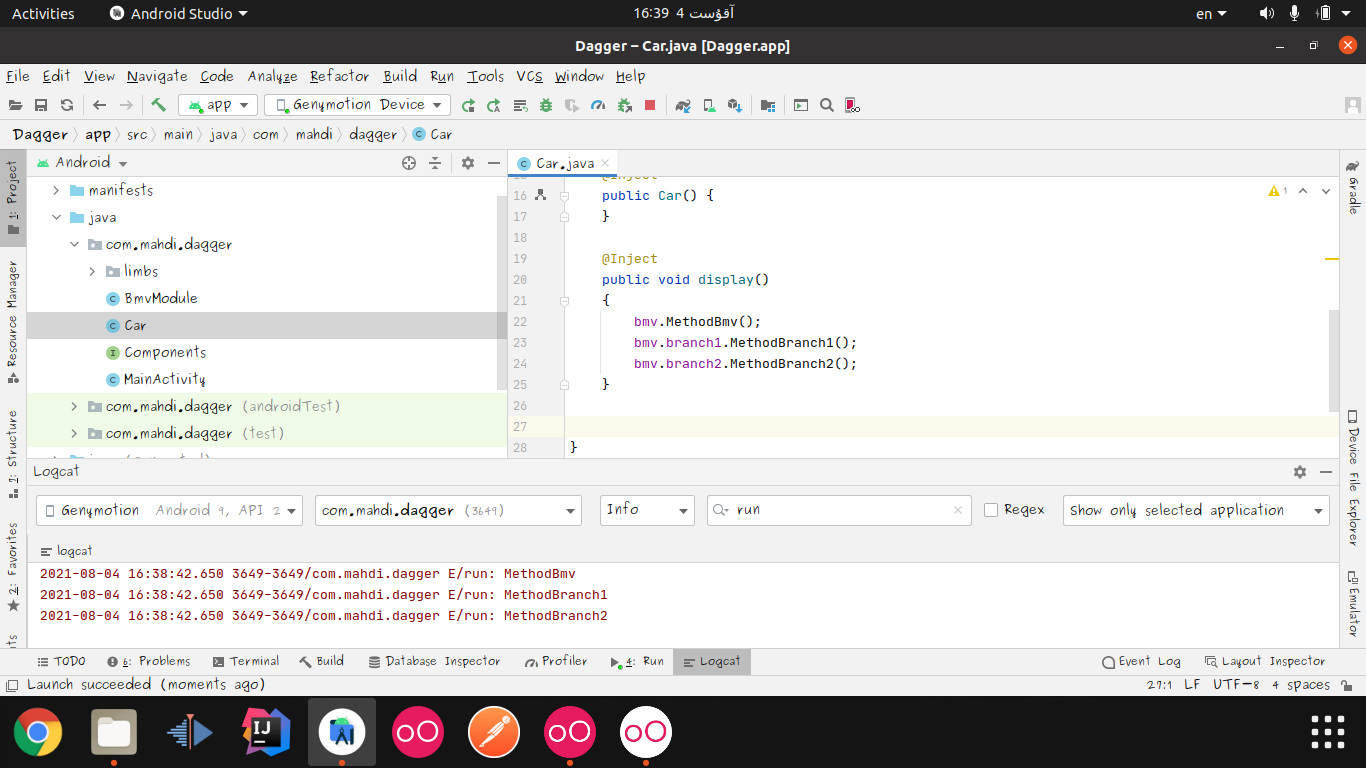 Activities Android Studio آقؤست 4 16:39 en
Dagger – Car.java [Dagger.app]
File Edit View Navigate Code Analyze Refactor Build Run Tools VCS Window Help
app Genymotion Device
Dagger app src main java com mahdi dagger Car
1: Project
Resource Manager
7: Structure
2: Favorites
Android
manifests
java
com.mahdi.dagger
limbs
BmvModule
Car
Components
MainActivity
com.mahdi.dagger (androidTest)
com.mahdi.dagger (test)
Car.java
@Inject
16 public Car() {
17 }
18
19 @Inject
20 public void display()
21 {
22 bmv.MethodBmv();
23 bmv.branch1.MethodBranch1();
24 bmv.branch2.MethodBranch2();
25 }
26
27
28 }
1
Gradle
Device File Explorer
Emulator
Logcat
Genymotion Android 9, API 2 com.mahdi.dagger (3649) Info run Regex Show only selected application
logcat
2021-08-04 16:38:42.650 3649-3649/com.mahdi.dagger E/run: MethodBmv
2021-08-04 16:38:42.650 3649-3649/com.mahdi.dagger E/run: MethodBranch1
2021-08-04 16:38:42.650 3649-3649/com.mahdi.dagger E/run: MethodBranch2
TODO 6: Problems Terminal Build Database Inspector Profiler 4: Run Logcat Event Log Layout Inspector
Launch succeeded (moments ago) 27:1 LF UTF-8 4 spaces
IJ